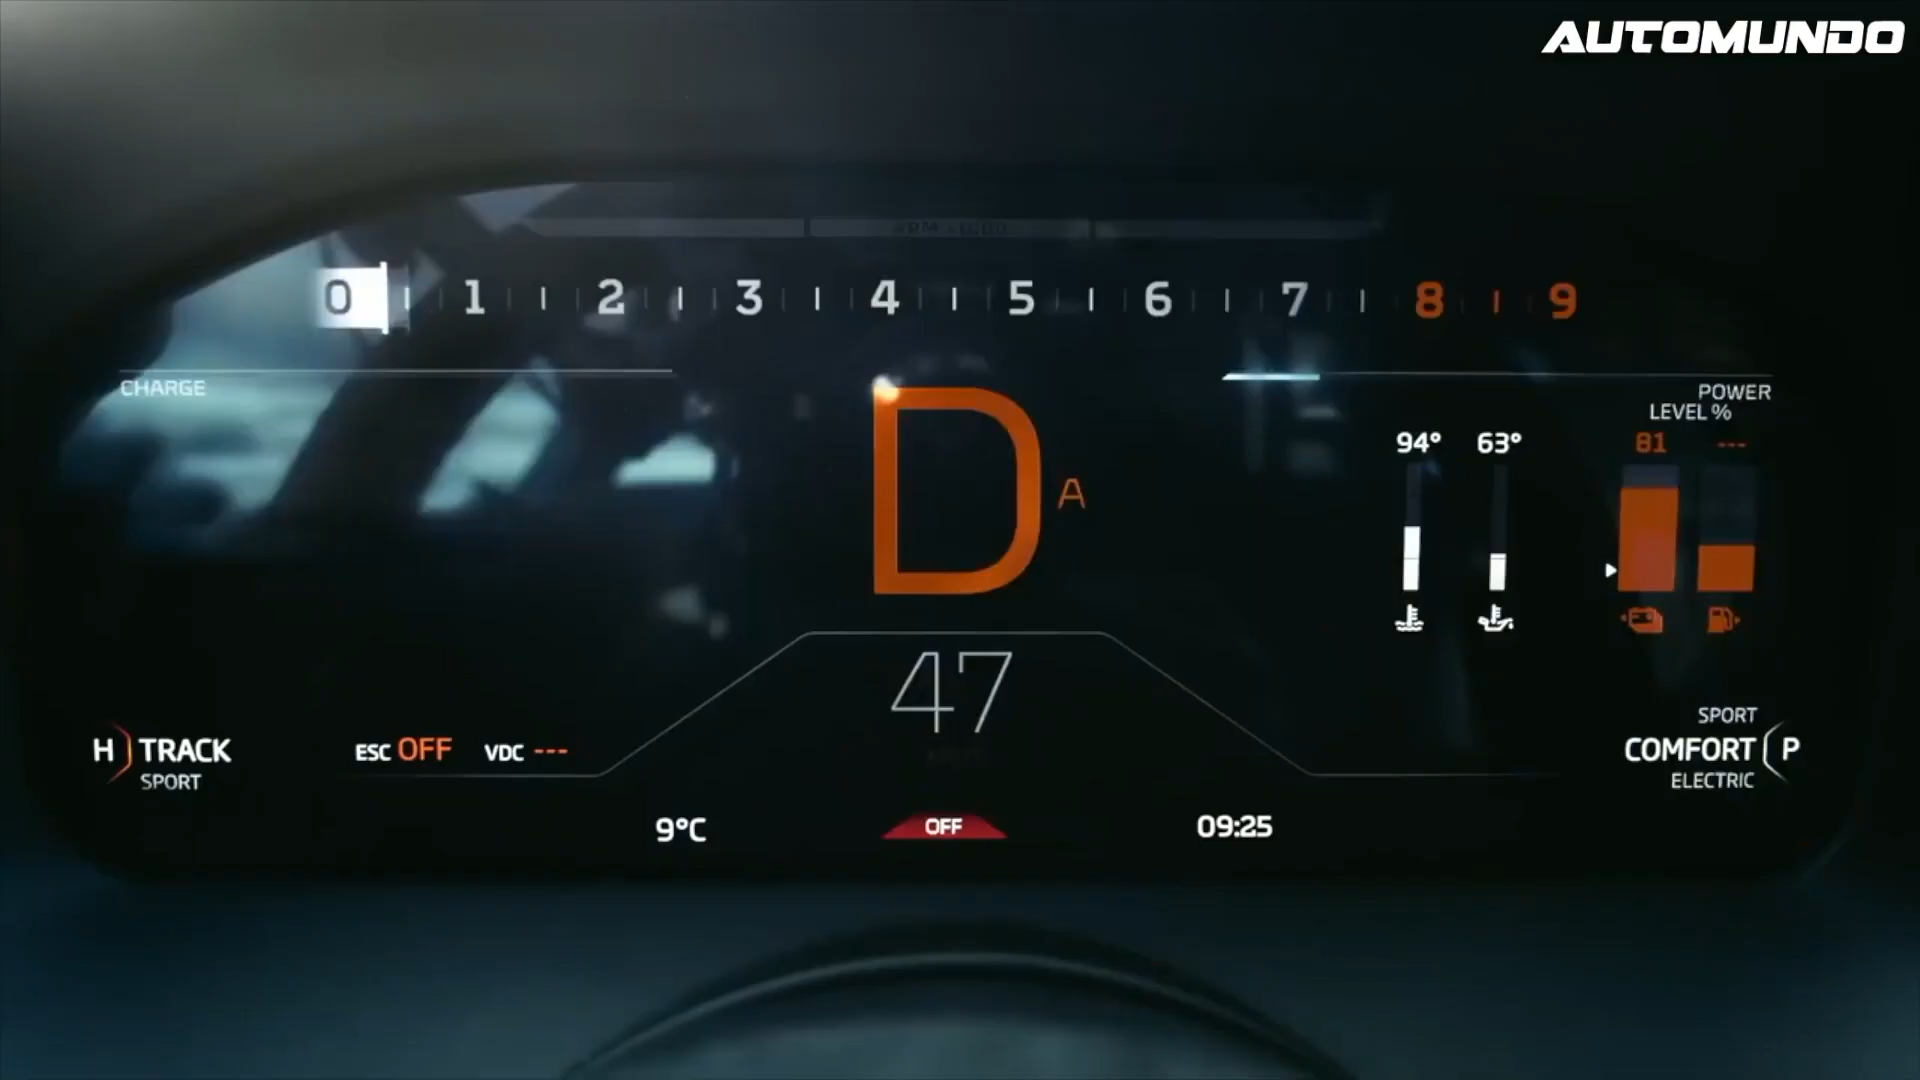 AUTOMUNDO
0 1 2 3 4 5 6 7 8 9
CHARGE
POWER
LEVEL %
94° 63° 81 ---
D A
47
SPORT
H TRACK
ESC OFF VDC ---
COMFORT P
SPORT
ELECTRIC
9°C
OFF
09:25